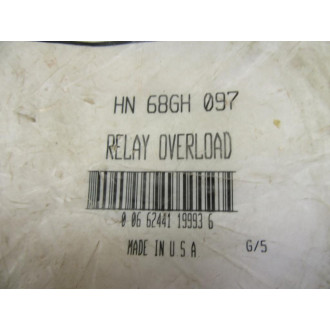 HN 68GH 097
RELAY OVERLOAD
0 06 62441 19993 6
MADE IN U S A
G/5